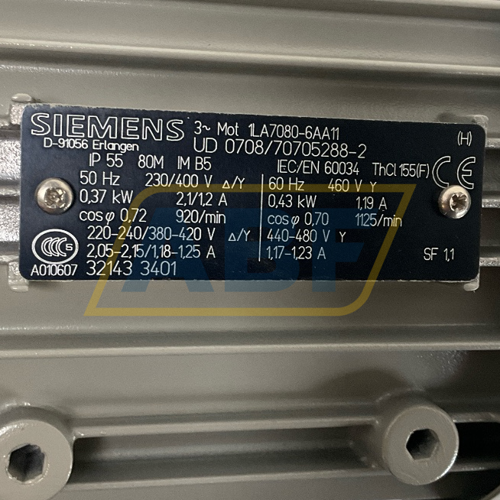 SIEMENS 3~ Mot 1LA7080-6AA11 (H)
D-91056 Erlangen UD 0708/70705288-2
IP 55 80M IM B5 IEC/EN 60034 ThCl.155(F) CE
50 Hz 230/400 V Δ/Y 60 Hz 460 V Y
0,37 kW 2,1/1,2 A 0,43 kW 1,19 A
cosφ 0,72 920/min cosφ 0,70 1125/min
220-240/380-420 V Δ/Y 440-480 V Y
2,05-2,15/1,18-1,25 A 1,17-1,23 A SF 1,1
CCC S
A010607 32143 3401
ABF